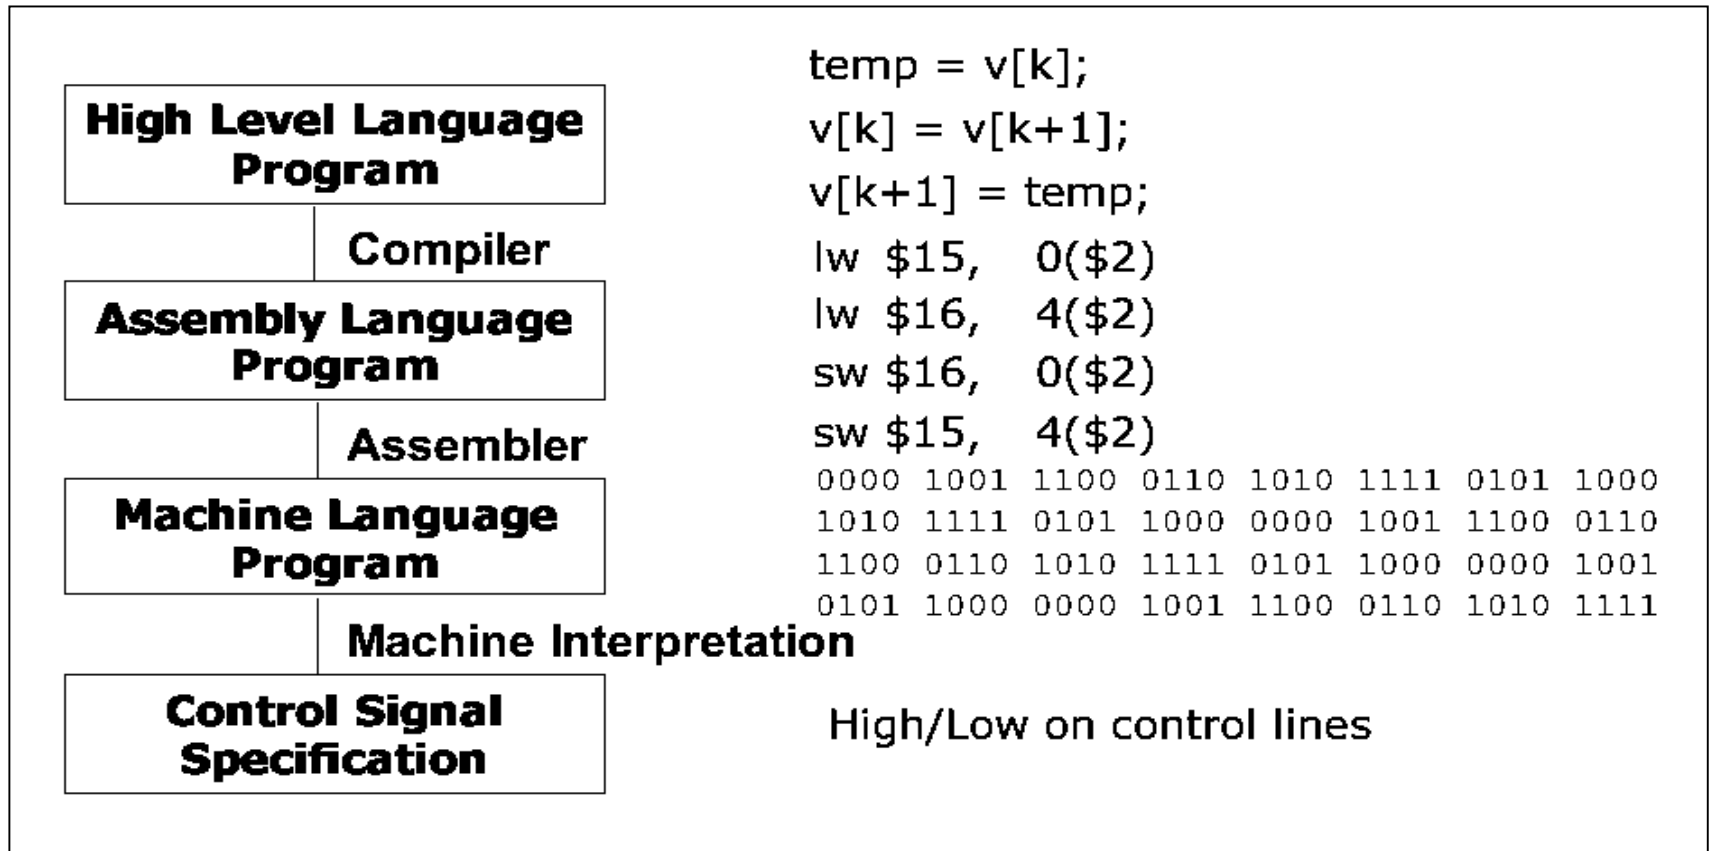 High Level Language
Program
temp = v[k];
v[k] = v[k+1];
v[k+1] = temp;
Compiler
Assembly Language
Program
lw $15, 0($2)
lw $16, 4($2)
sw $16, 0($2)
sw $15, 4($2)
Assembler
Machine Language
Program
0000 1001 1100 0110 1010 1111 0101 1000
1010 1111 0101 1000 0000 1001 1100 0110
1100 0110 1010 1111 0101 1000 0000 1001
0101 1000 0000 1001 1100 0110 1010 1111
Machine Interpretation
Control Signal
Specification
High/Low on control lines